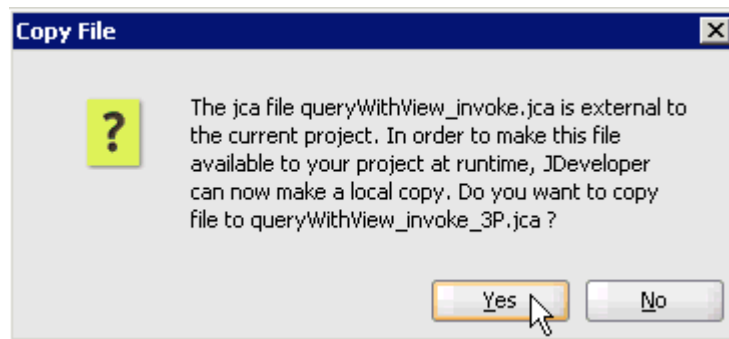 Copy File
The jca file queryWithView_invoke.jca is external to
the current project. In order to make this file
available to your project at runtime, JDeveloper
can now make a local copy. Do you want to copy
file to queryWithView_invoke_3P.jca ?
Yes
No